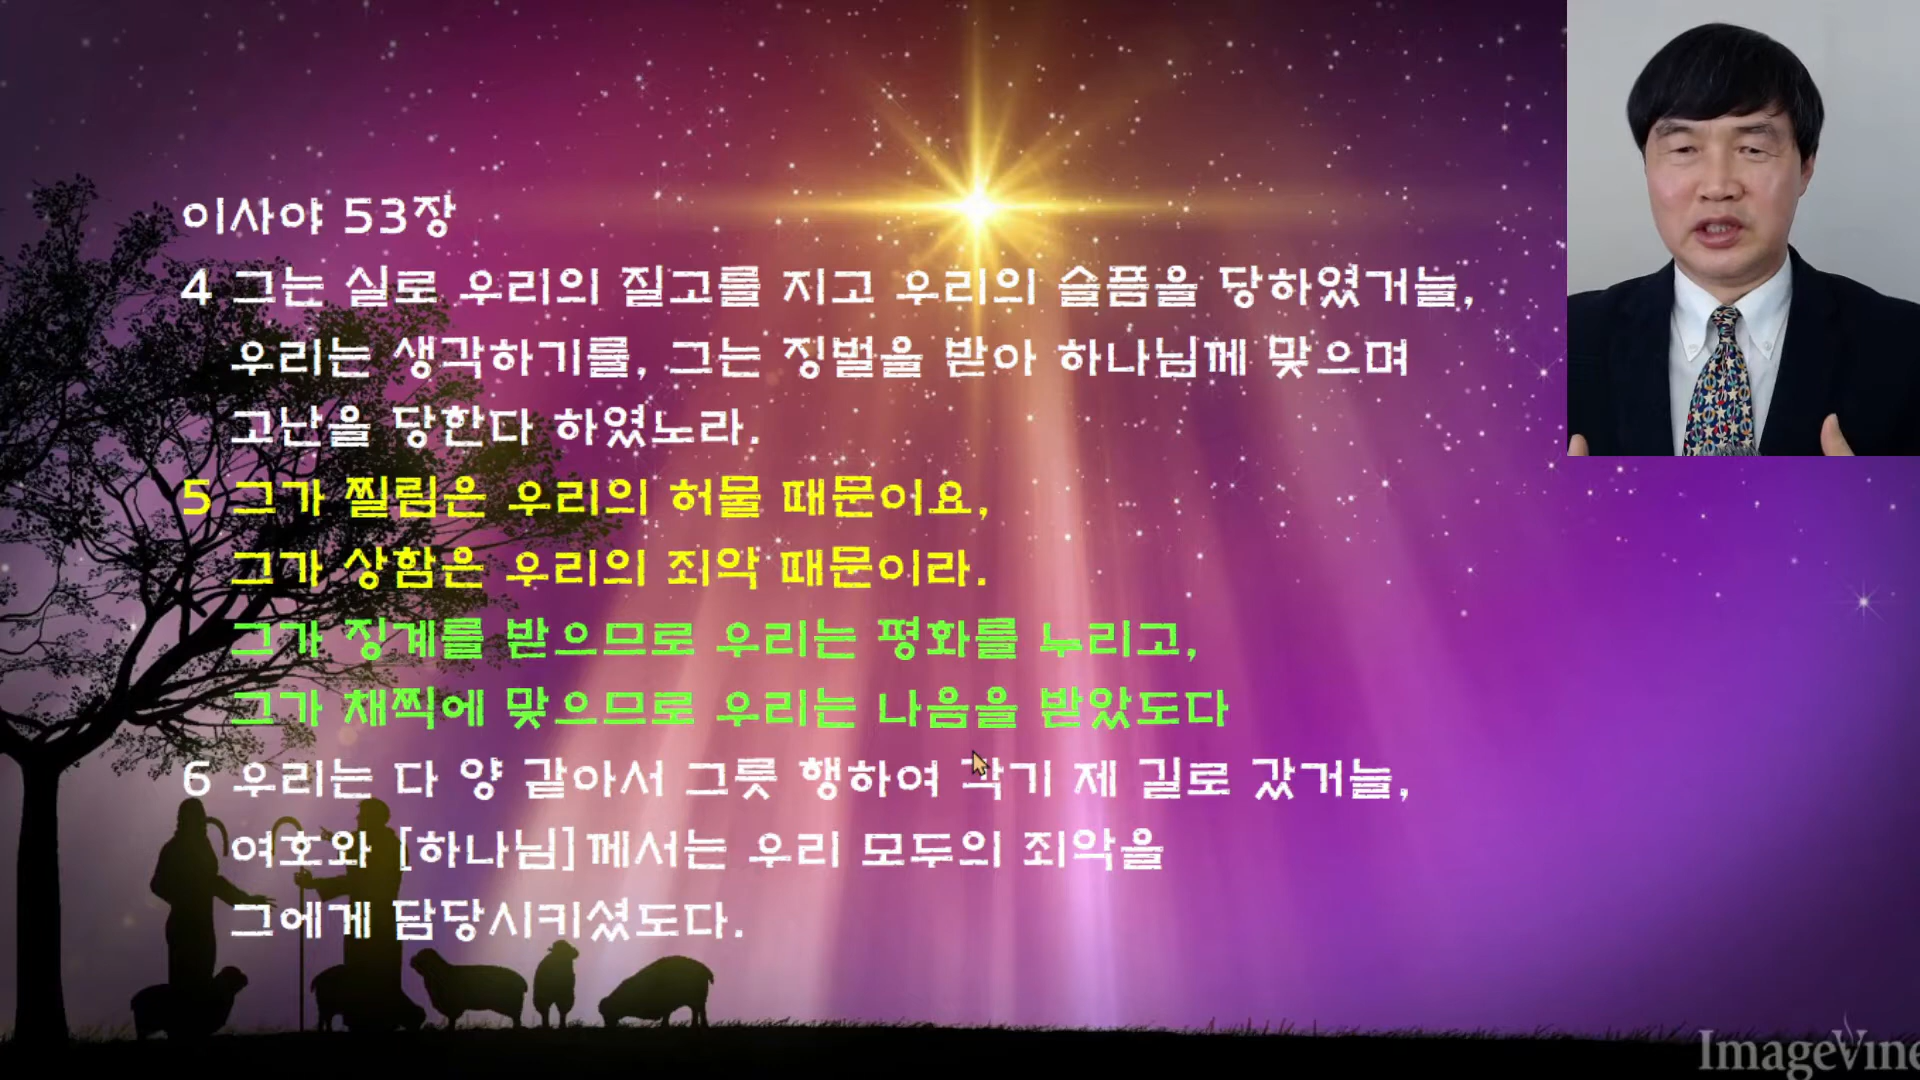 이사야 53장
4 그는 실로 우리의 질고를 지고 우리의 슬픔을 당하였거늘,
우리는 생각하기를, 그는 징벌을 받아 하나님께 맞으며
고난을 당한다 하였노라.
5 그가 찔림은 우리의 허물 때문이요,
그가 상함은 우리의 죄악 때문이라.
그가 징계를 받으므로 우리는 평화를 누리고,
그가 채찍에 맞으므로 우리는 나음을 받았도다
6 우리는 다 양 같아서 그릇 행하여 각기 제 길로 갔거늘,
여호와 [하나님]께서는 우리 모두의 죄악을
그에게 담당시키셨도다.
ImageVine